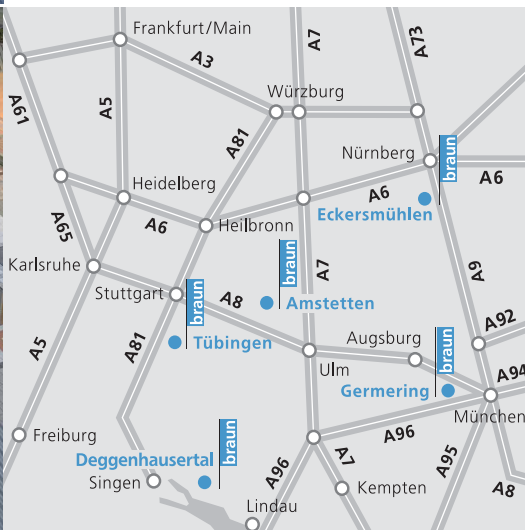 Frankfurt/Main
A7
A73
A3
A61
A5
Würzburg
A81
Nürnberg
braun
A6
Heidelberg
A6
Eckersmühlen
A65
A6
Heilbronn
Karlsruhe
braun
A7
A9
Stuttgart
braun
A8
Amstetten
A92
A5
A81
Tübingen
Augsburg
braun
Ulm
A94
Germering
München
Freiburg
A96
Deggenhausertal
braun
A96
A7
A95
Singen
Kempten
A8
Lindau